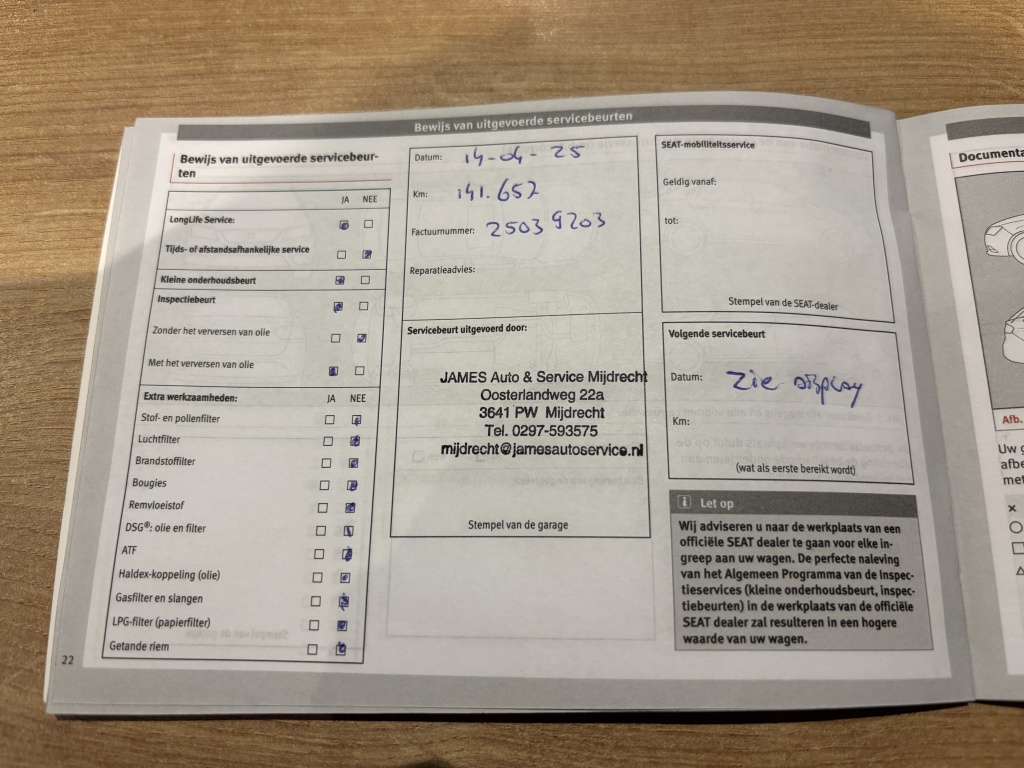 Bewijs van uitgevoerde servicebeurten
Bewijs van uitgevoerde servicebeur-
ten
JA NEE
LongLife Service:
Tijds- of afstandsafhankelijke service
Kleine onderhoudsbeurt
Inspectiebeurt
Zonder het verversen van olie
Met het verversen van olie
Extra werkzaamheden: JA NEE
Stof- en pollenfilter
Luchtfilter
Brandstoffilter
Bougies
Remvloeistof
DSG®: olie en filter
ATF
Haldex-koppeling (olie)
Gasfilter en slangen
LPG-filter (papierfilter)
Getande riem
22
Datum: 14-04-25
Km: 141.657
Factuurnummer: 25039203
Reparatieadvies:
Servicebeurt uitgevoerd door:
JAMES Auto & Service Mijdrecht
Oosterlandweg 22a
3641 PW Mijdrecht
Tel. 0297-593575
mijdrecht@jamesautoservice.nl
Stempel van de garage
SEAT-mobiliteitsservice
Geldig vanaf:
tot:
Stempel van de SEAT-dealer
Volgende servicebeurt
Datum: Zie display
Km:
(wat als eerste bereikt wordt)
i Let op
Wij adviseren u naar de werkplaats van een
officiële SEAT dealer te gaan voor elke in-
greep aan uw wagen. De perfecte naleving
van het Algemeen Programma van de Inspec-
tieservices (kleine onderhoudsbeurt, inspec-
tiebeurten) in de werkplaats van de officiële
SEAT dealer zal resulteren in een hogere
waarde van uw wagen.
Documenta
Afb.
Uw g
afbe
met